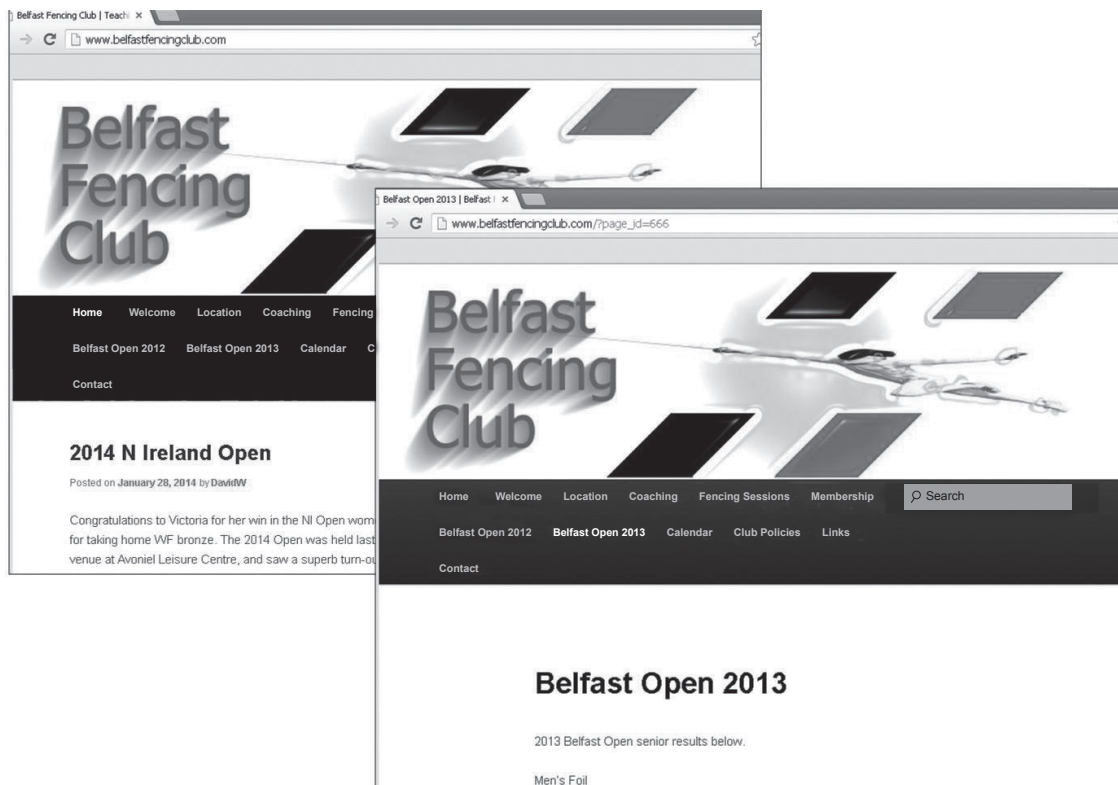 Belfast Fencing Club | Teach
www.belfastfencingclub.com
Belfast
Fencing
Club
Home Welcome Location Coaching Fencing
Belfast Open 2012 Belfast Open 2013 Calendar C
Contact
2014 N Ireland Open
Posted on January 28, 2014 by DavidW
Congratulations to Victoria for her win in the NI Open wom
for taking home WF bronze. The 2014 Open was held last
venue at Avoniel Leisure Centre, and saw a superb turn-ou
Belfast Open 2013 | Belfast
www.belfastfencingclub.com/?page_id=666
Belfast
Fencing
Club
Home Welcome Location Coaching Fencing Sessions Membership Search
Belfast Open 2012 Belfast Open 2013 Calendar Club Policies Links
Contact
Belfast Open 2013
2013 Belfast Open senior results below.
Men's Foil